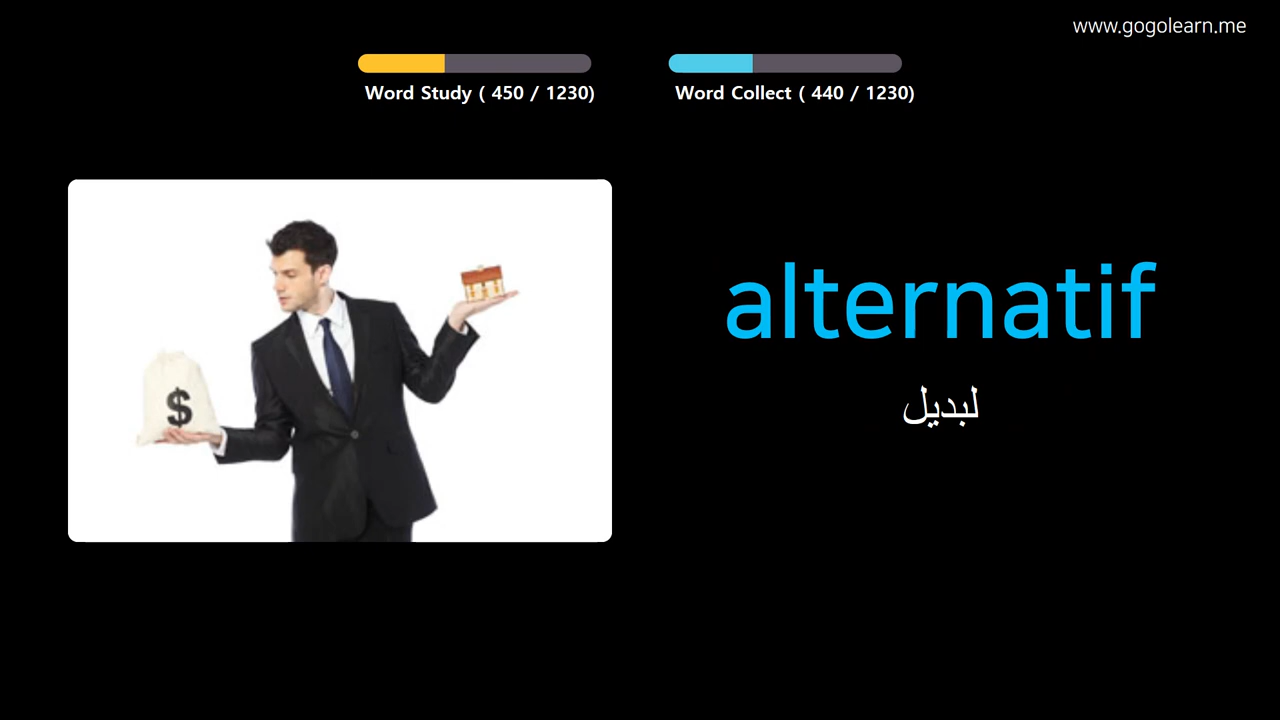 www.gogolearn.me
Word Study ( 450 / 1230)
Word Collect ( 440 / 1230)
$
alternatif
لبديل